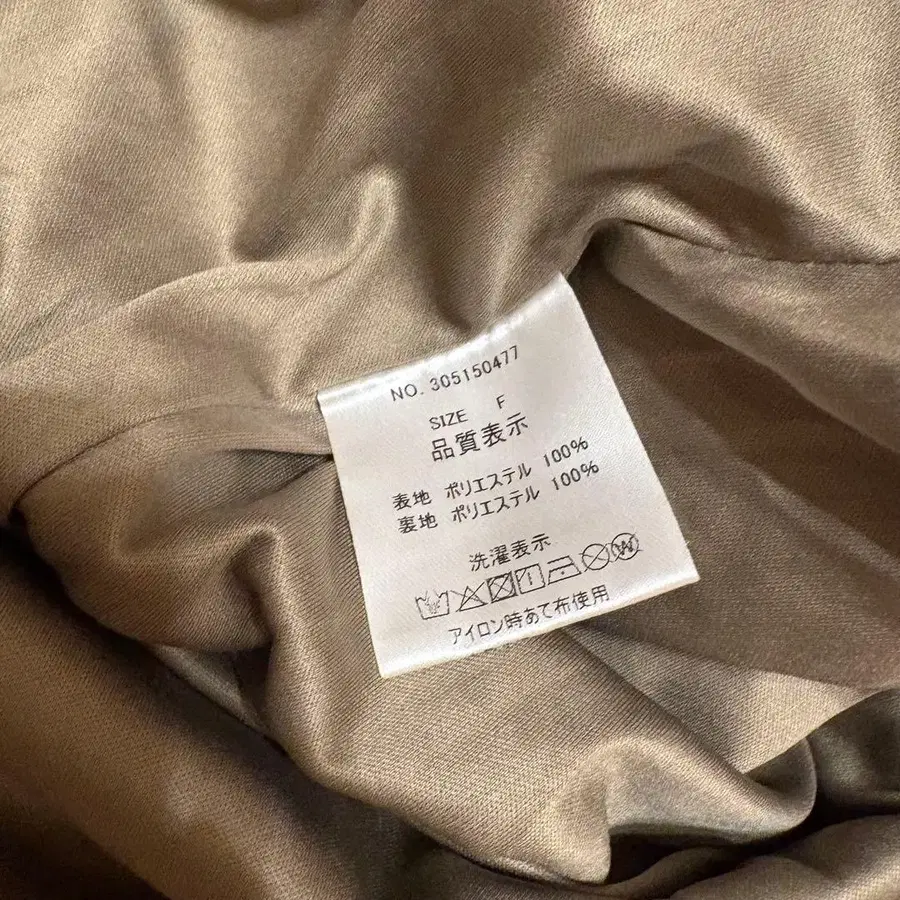 NO. 305150477
SIZE F
品質表示
表地 ポリエステル 100%
裏地 ポリエステル 100%
洗濯表示
アイロン時あて布使用